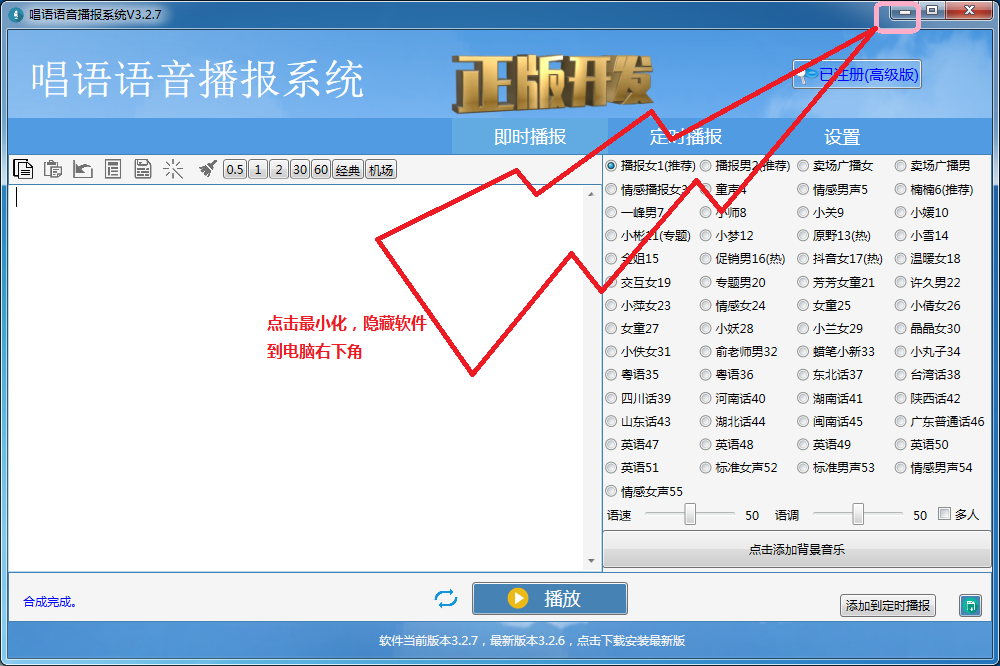 唱语语音播报系统V3.2.7
唱语语音播报系统
正版开发
已注册(高级版)
即时播报 定时播报 设置
0.5 1 2 30 60 经典 机场
播报女1(推荐) 播报男2(推荐) 卖场广播女 卖场广播男
情感播报女3 童声4 情感男声5 楠楠6(推荐)
一峰男7 小师8 小关9 小媛10
小彬11(专题) 小梦12 原野13(热) 小雪14
15 促销男16(热) 抖音女17(热) 温暖女18
交互女19 专题男20 芳芳女童21 许久男22
小萍女23 情感女24 女童25 小倩女26
女童27 小妖28 小兰女29 晶晶女30
小佚女31 俞老师男32 蜡笔小新33 小丸子34
粤语35 粤语36 东北话37 台湾话38
四川话39 河南话40 湖南话41 陕西话42
山东话43 湖北话44 闽南话45 广东普通话46
英语47 英语48 英语49 英语50
英语51 标准女声52 标准男声53 情感男声54
情感女声55
语速 50 语调 50 多人
点击添加背景音乐
点击最小化，隐藏软件
到电脑右下角
合成完成。
播放
添加到定时播报
软件当前版本3.2.7，最新版本3.2.6，点击下载安装最新版